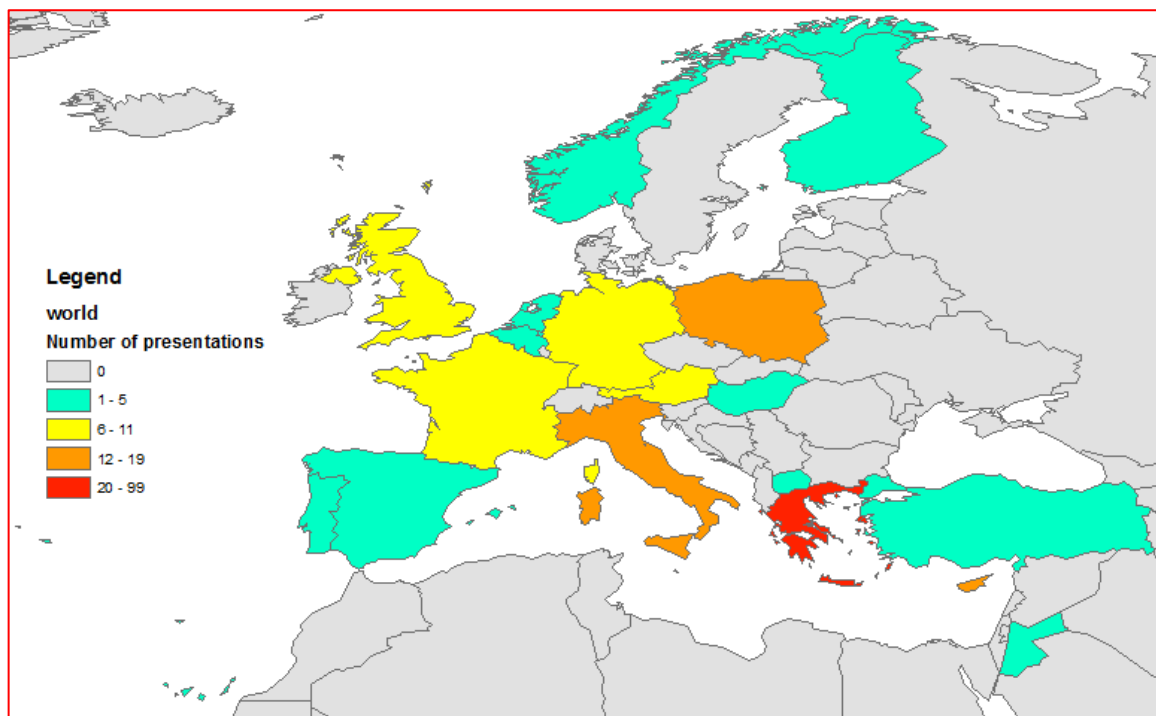 Legend
world
Number of presentations
0
1 - 5
6 - 11
12 - 19
20 - 99